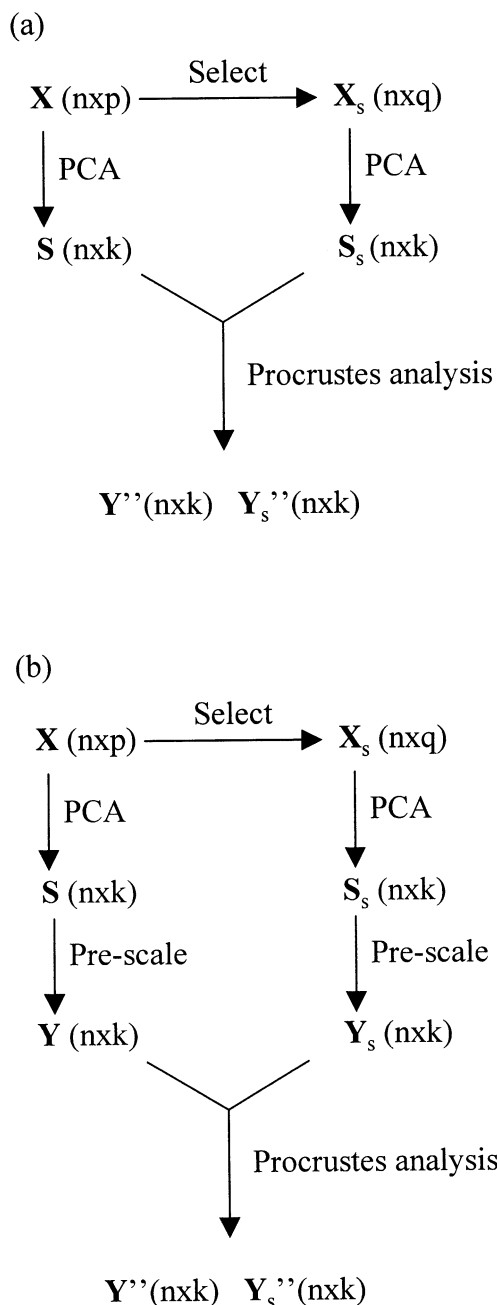 (a)
Select
X (nxp) X_s (nxq)
PCA PCA
S (nxk) S_s (nxk)
Procrustes analysis
Y’’(nxk) Y_s’’(nxk)
(b)
Select
X (nxp) X_s (nxq)
PCA PCA
S (nxk) S_s (nxk)
Pre-scale Pre-scale
Y (nxk) Y_s (nxk)
Procrustes analysis
Y’’(nxk) Y_s’’(nxk)